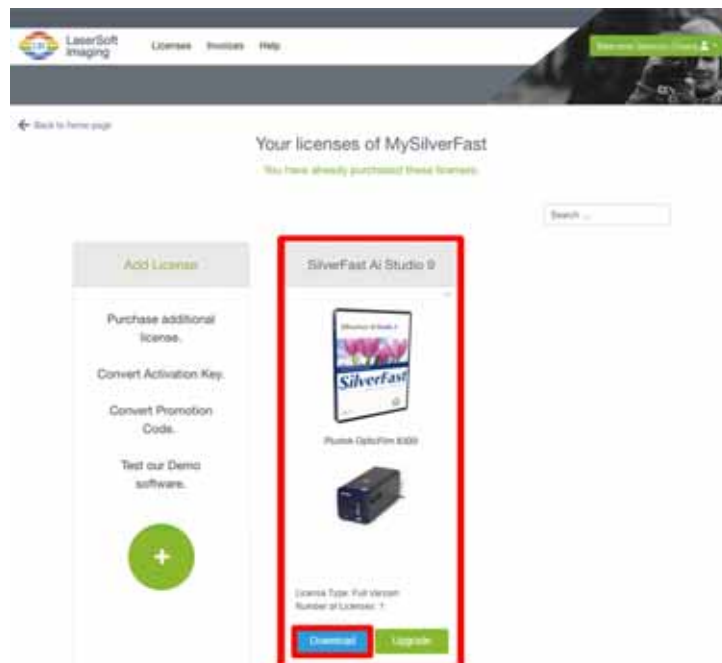 LaserSoft
Imaging
Licenses Invoices Help
Back to home page
Your licenses of MySilverFast
You have already purchased these licenses.
Search ...
Add License
SilverFast Ai Studio 9
Purchase additional
license.
Convert Activation Key.
Convert Promotion
Code.
Test our Demo
software.
+
SilverFast
Plustek OpticFilm
License Type: Full Version
Number of Licenses: 1
Download Upgrade